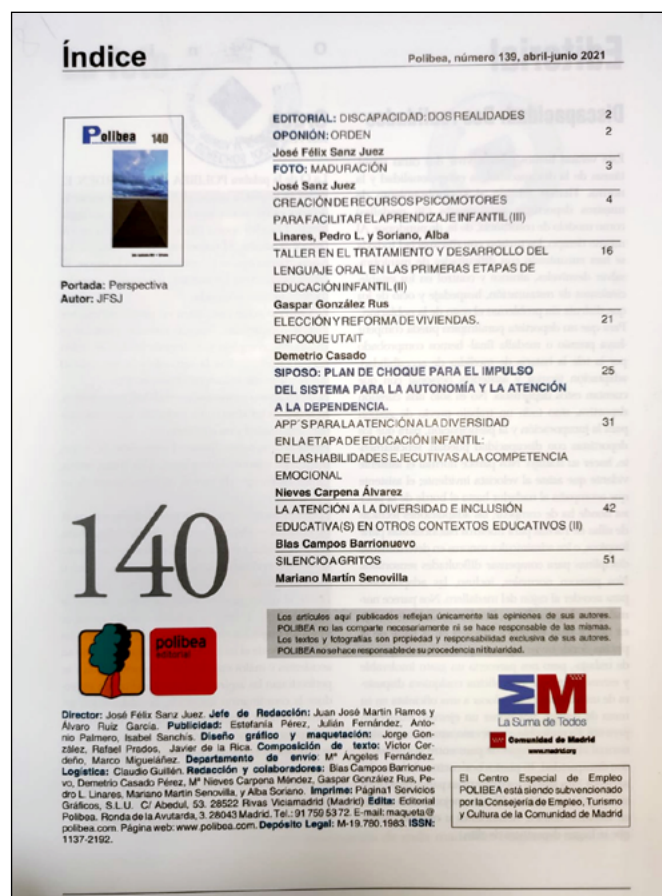 Índice
Polibea, número 139, abril-junio 2021
Polibea 140
Portada: Perspectiva
Autor: JFSJ
EDITORIAL: DISCAPACIDAD: DOS REALIDADES 2
OPONIÓN: ORDEN 2
José Félix Sanz Juez
FOTO: MADURACIÓN 3
José Sanz Juez
CREACIÓN DE RECURSOS PSICOMOTORES 4
PARA FACILITAR EL APRENDIZAJE INFANTIL (III)
Linares, Pedro L. y Soriano, Alba
TALLER EN EL TRATAMIENTO Y DESARROLLO DEL 16
LENGUAJE ORAL EN LAS PRIMERAS ETAPAS DE
EDUCACIÓN INFANTIL (II)
Gaspar González Rus
ELECCIÓN Y REFORMA DE VIVIENDAS. 21
ENFOQUE UTAIT
Demetrio Casado
SIPOSO: PLAN DE CHOQUE PARA EL IMPULSO 25
DEL SISTEMA PARA LA AUTONOMÍA Y LA ATENCIÓN
A LA DEPENDENCIA.
APP´S PARA LA ATENCIÓN A LA DIVERSIDAD 31
EN LA ETAPA DE EDUCACIÓN INFANTIL:
DE LAS HABILIDADES EJECUTIVAS A LA COMPETENCIA
EMOCIONAL
Nieves Carpena Álvarez
LA ATENCIÓN A LA DIVERSIDAD E INCLUSIÓN 42
EDUCATIVA(S) EN OTROS CONTEXTOS EDUCATIVOS (II)
Blas Campos Barrionuevo
SILENCIO A GRITOS 51
Mariano Martín Senovilla
140
Los artículos aquí publicados reflejan únicamente las opiniones de sus autores.
POLIBEA no las comparte necesariamente ni se hace responsable de las mismas.
Los textos y fotografías son propiedad y responsabilidad exclusiva de sus autores.
POLIBEA no se hace responsable de su procedencia ni titularidad.
polibea
editorial
Director: José Félix Sanz Juez. Jefe de Redacción: Juan José Martin Ramos y
Álvaro Ruiz García. Publicidad: Estefanía Pérez, Julián Fernández. Anto-
nio Palmero, Isabel Sanchís. Diseño gráfico y maquetación: Jorge Gon-
zález, Rafael Prados, Javier de la Rica. Composición de texto: Victor Cer-
deño, Marco Migueláñez. Departamento de envío: Mª Ángeles Fernández.
Logística: Claudio Guillén. Redacción y colaboradores: Blas Campos Barrionue-
vo, Demetrio Casado Pérez, Mª Nieves Carpena Méndez, Gaspar González Rus, Pe-
dro L. Linares, Mariano Martin Senovilla, y Alba Soriano. Imprime: Página1 Servicios
Gráficos, S.L.U. C/ Abedul, 53. 28522 Rivas Viciamadrid (Madrid) Edita: Editorial
Polibea. Ronda de la Avutarda, 3. 28043 Madrid. Tel.: 91 759 53 72. E-mail: maqueta@
polibea.com. Página web: www.polibea.com. Depósito Legal: M-19.760.1983. ISSN:
1137-2192.
EM
La Suma de Todos
Comunidad de Madrid
www.madrid.org
El Centro Especial de Empleo
POLIBEA está siendo subvencionado
por la Consejería de Empleo, Turismo
y Cultura de la Comunidad de Madrid